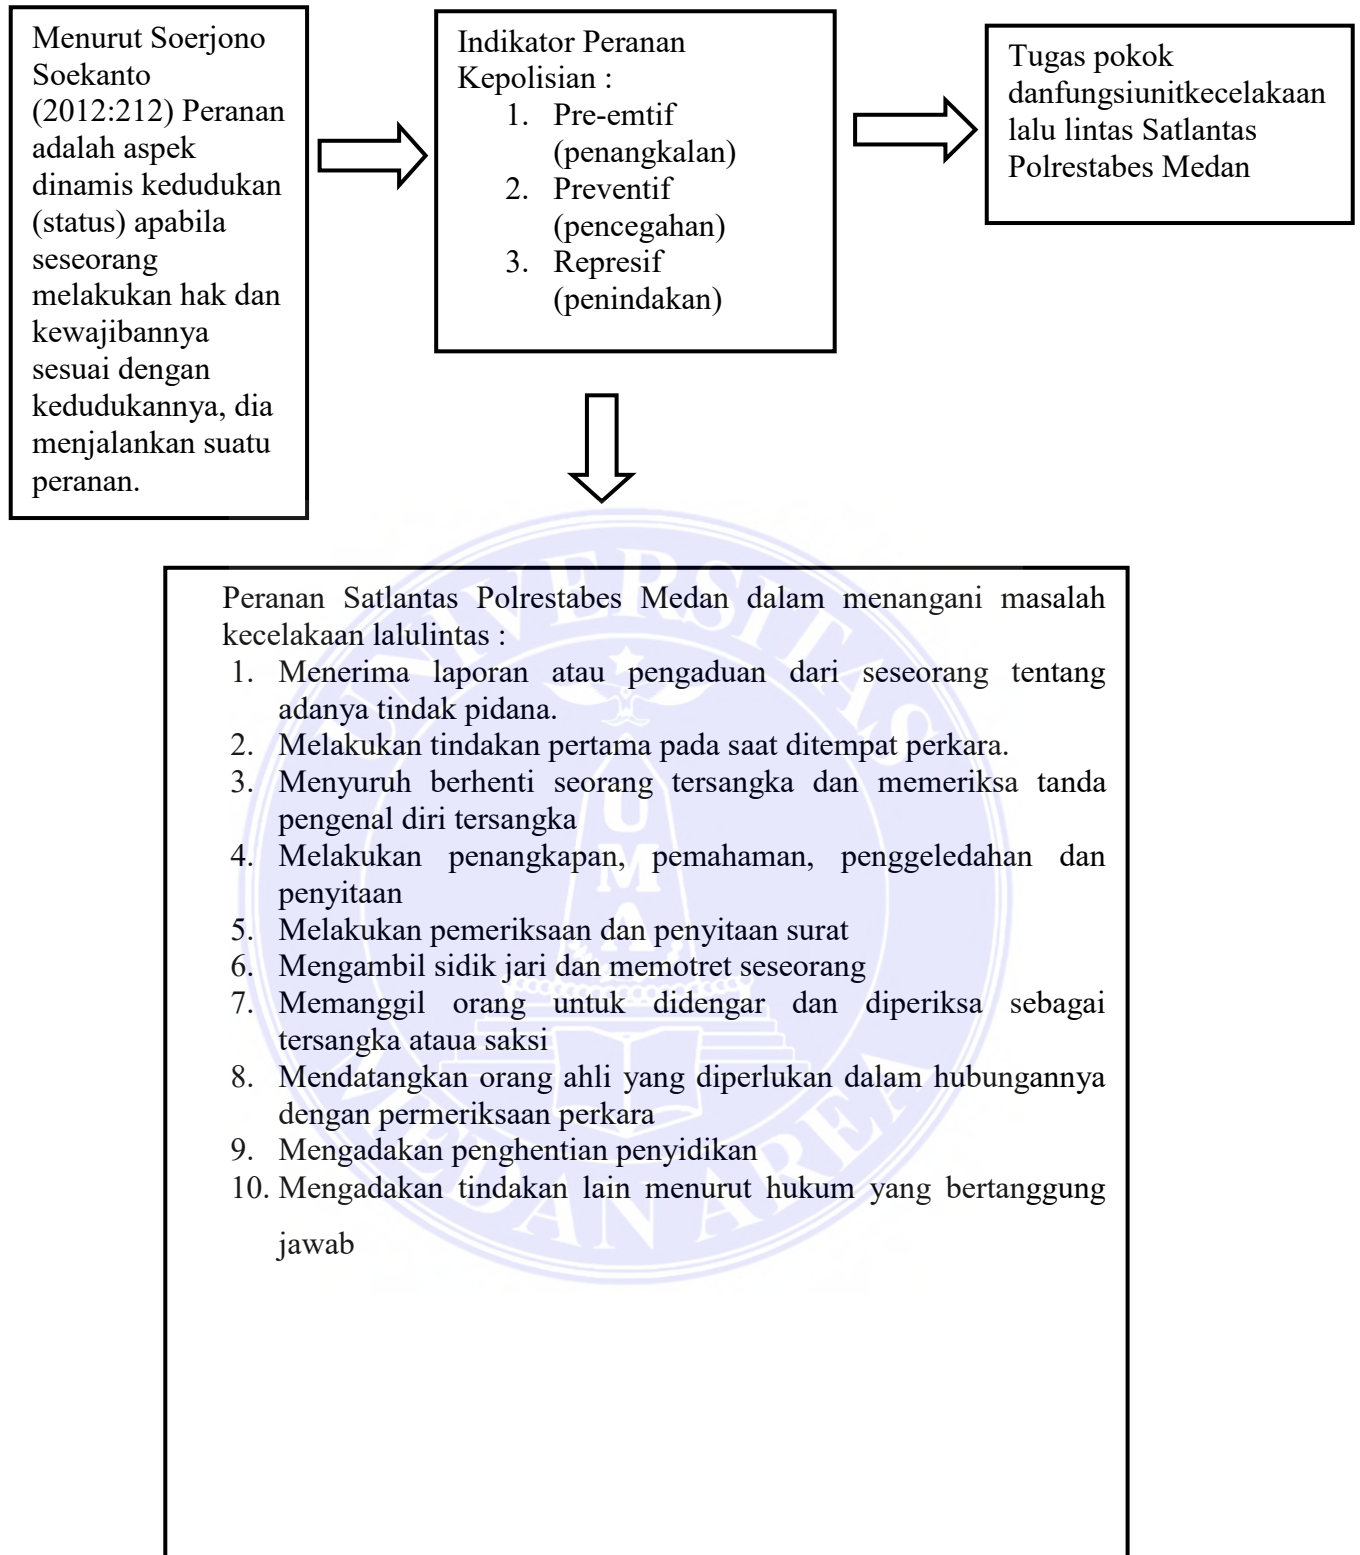 Menurut Soerjono
Soekanto
(2012:212) Peranan
adalah aspek
dinamis kedudukan
(status) apabila
seseorang
melakukan hak dan
kewajibannya
sesuai dengan
kedudukannya, dia
menjalankan suatu
peranan.
Indikator Peranan
Kepolisian :
1. Pre-emtif
(penangkalan)
2. Preventif
(pencegahan)
3. Represif
(penindakan)
Tugas pokok
danfungsiunitkecelakaan
lalu lintas Satlantas
Polrestabes Medan
Peranan Satlantas Polrestabes Medan dalam menangani masalah
kecelakaan lalulintas :
1. Menerima laporan atau pengaduan dari seseorang tentang
adanya tindak pidana.
2. Melakukan tindakan pertama pada saat ditempat perkara.
3. Menyuruh berhenti seorang tersangka dan memeriksa tanda
pengenal diri tersangka
4. Melakukan penangkapan, pemahaman, penggeledahan dan
penyitaan
5. Melakukan pemeriksaan dan penyitaan surat
6. Mengambil sidik jari dan memotret seseorang
7. Memanggil orang untuk didengar dan diperiksa sebagai
tersangka ataua saksi
8. Mendatangkan orang ahli yang diperlukan dalam hubungannya
dengan permeriksaan perkara
9. Mengadakan penghentian penyidikan
10. Mengadakan tindakan lain menurut hukum yang bertanggung
jawab
UNIVERSITAS
UMA
MEDAN AREA